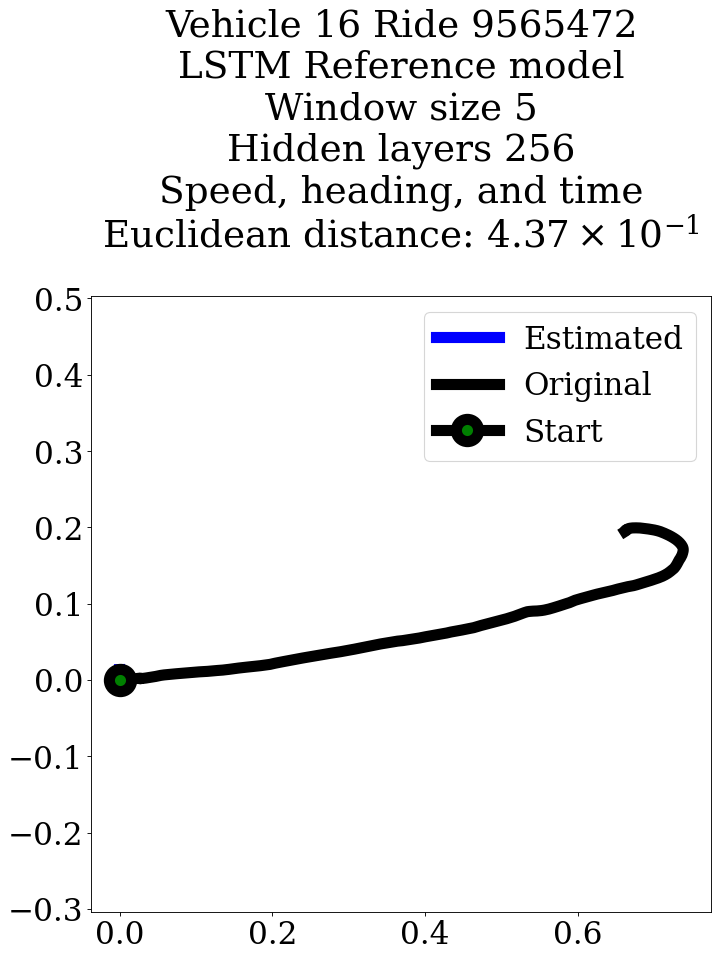 Vehicle 16 Ride 9565472
LSTM Reference model
Window size 5
Hidden layers 256
Speed, heading, and time
Euclidean distance: 4.37 × 10⁻¹
0.5
Estimated
0.4
Original
0.3
Start
0.2
0.1
0.0
−0.1
−0.2
−0.3
0.0 0.2 0.4 0.6